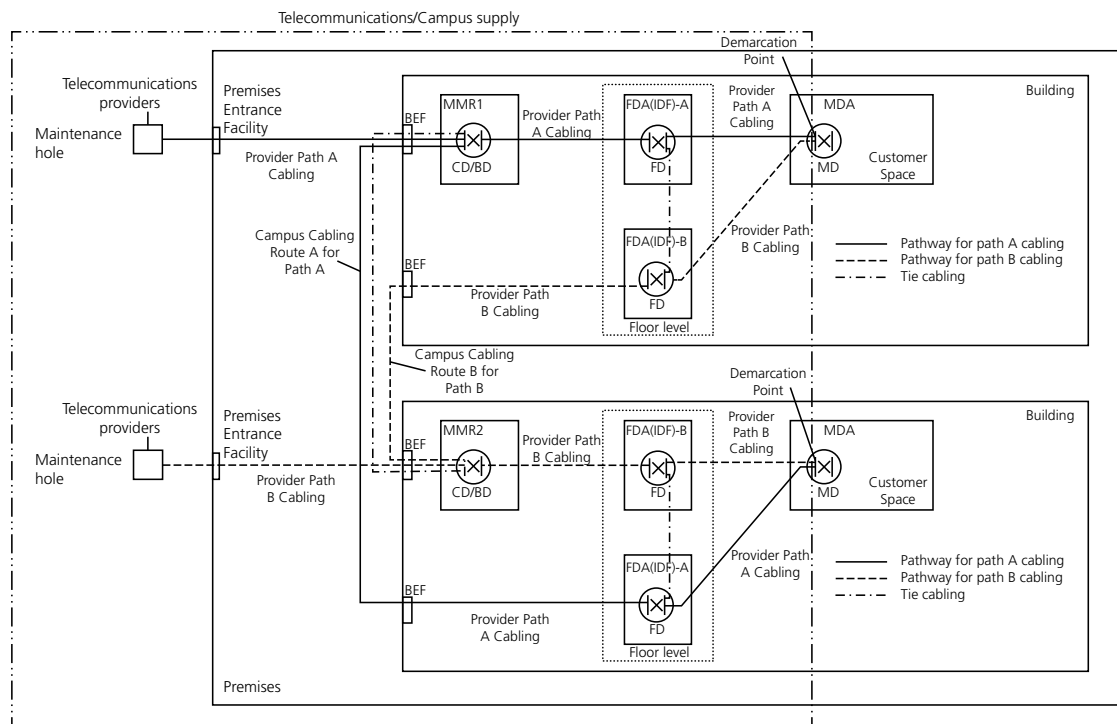 Telecommunications/Campus supply
Demarcation
Point
Telecommunications
providers
Maintenance
hole
Premises
Entrance
Facility
BEF
MMR1
CD/BD
Provider Path
A Cabling
FDA(IDF)-A
FD
Provider
Path A
Cabling
MDA
MD
Customer
Space
Building
Provider Path A
Cabling
Campus Cabling
Route A for
Path A
BEF
Provider Path
B Cabling
FDA(IDF)-B
FD
Floor level
Provider Path
B Cabling
Pathway for path A cabling
Pathway for path B cabling
Tie cabling
Campus Cabling
Route B for
Path B
Demarcation
Point
Telecommunications
providers
Maintenance
hole
Premises
Entrance
Facility
BEF
MMR2
CD/BD
Provider Path
B Cabling
FDA(IDF)-B
FD
Provider
Path B
Cabling
MDA
MD
Customer
Space
Building
Provider Path
B Cabling
BEF
Provider Path
A Cabling
FDA(IDF)-A
FD
Floor level
Provider Path
A Cabling
Pathway for path A cabling
Pathway for path B cabling
Tie cabling
Premises